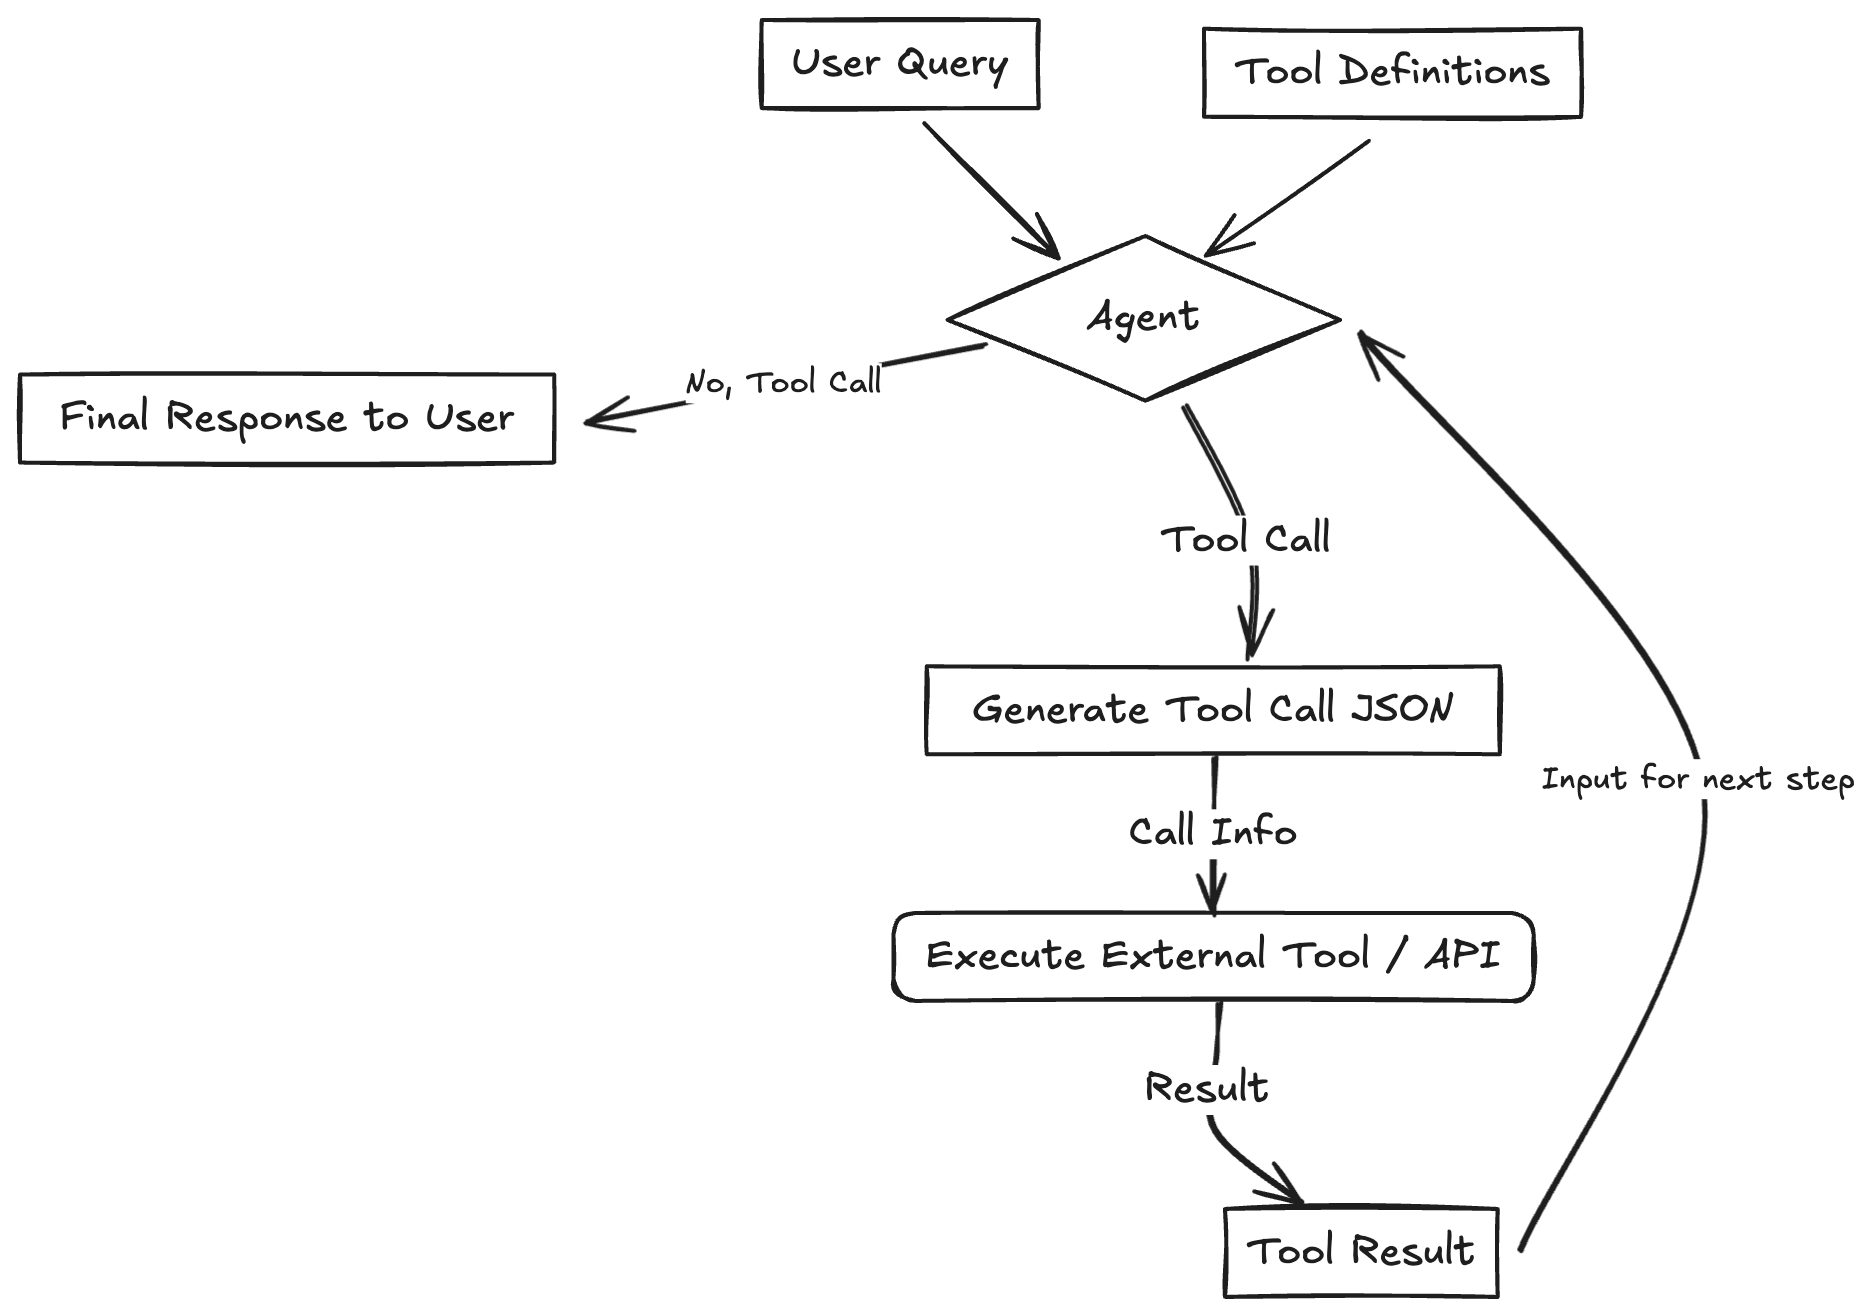 User Query
Tool Definitions
Agent
No, Tool Call
Final Response to User
Tool Call
Generate Tool Call JSON
Input for next step
Call Info
Execute External Tool / API
Result
Tool Result